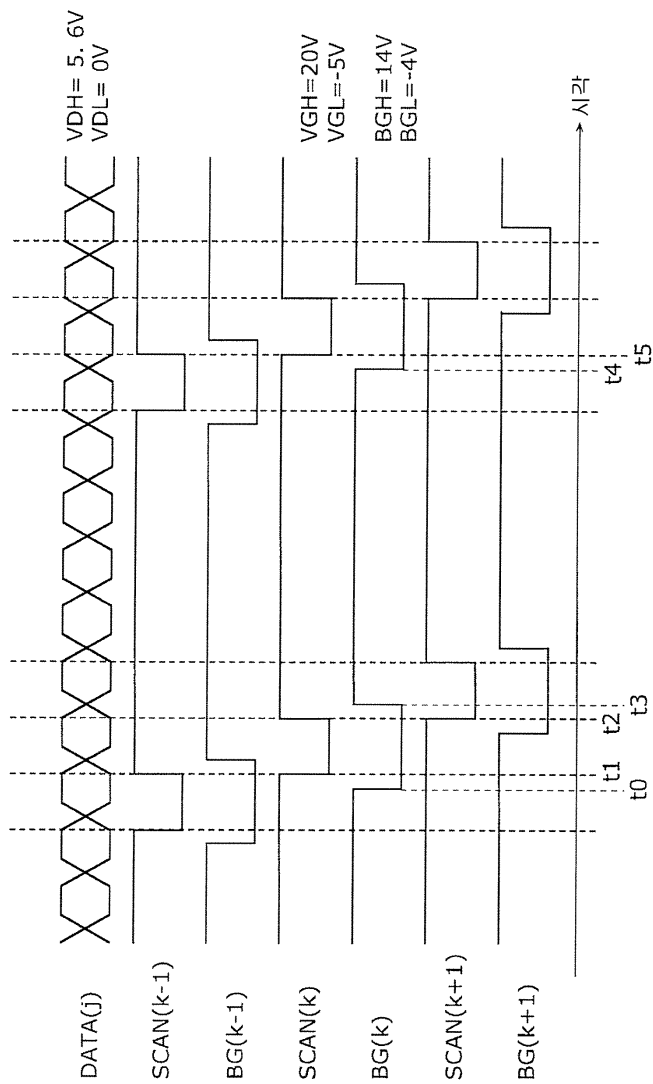 DATA(j)
SCAN(k-1)
BG(k-1)
SCAN(k)
BG(k)
SCAN(k+1)
BG(k+1)
VDH= 5. 6V
VDL= 0V
VGH=20V
VGL=-5V
BGH=14V
BGL=-4V
시각
t0
t1
t2
t3
t4
t5